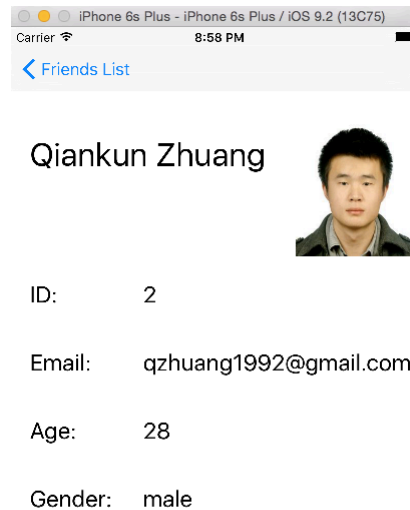 iPhone 6s Plus - iPhone 6s Plus / iOS 9.2 (13C75)
Carrier 8:58 PM
Friends List
Qiankun Zhuang
ID: 2
Email: qzhuang1992@gmail.com
Age: 28
Gender: male